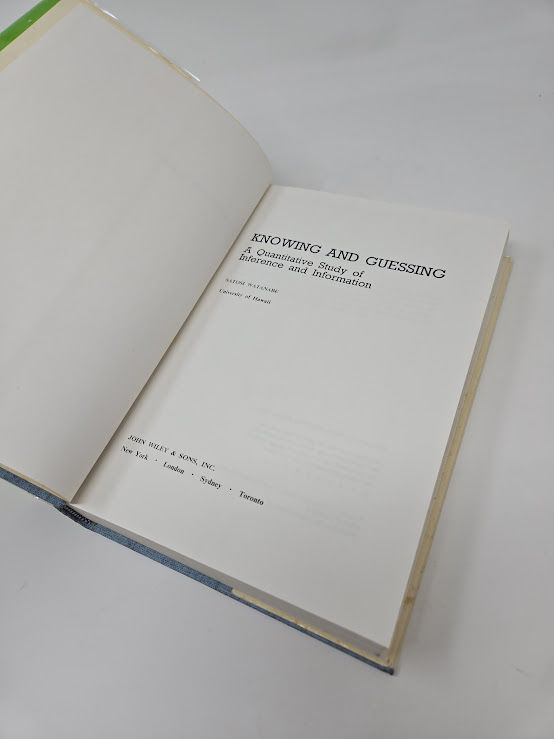 KNOWING AND GUESSING
A Quantitative Study of
Inference and Information
SATOSI WATANABE
University of Hawaii
JOHN WILEY & SONS, INC.
New York · London · Sydney · Toronto